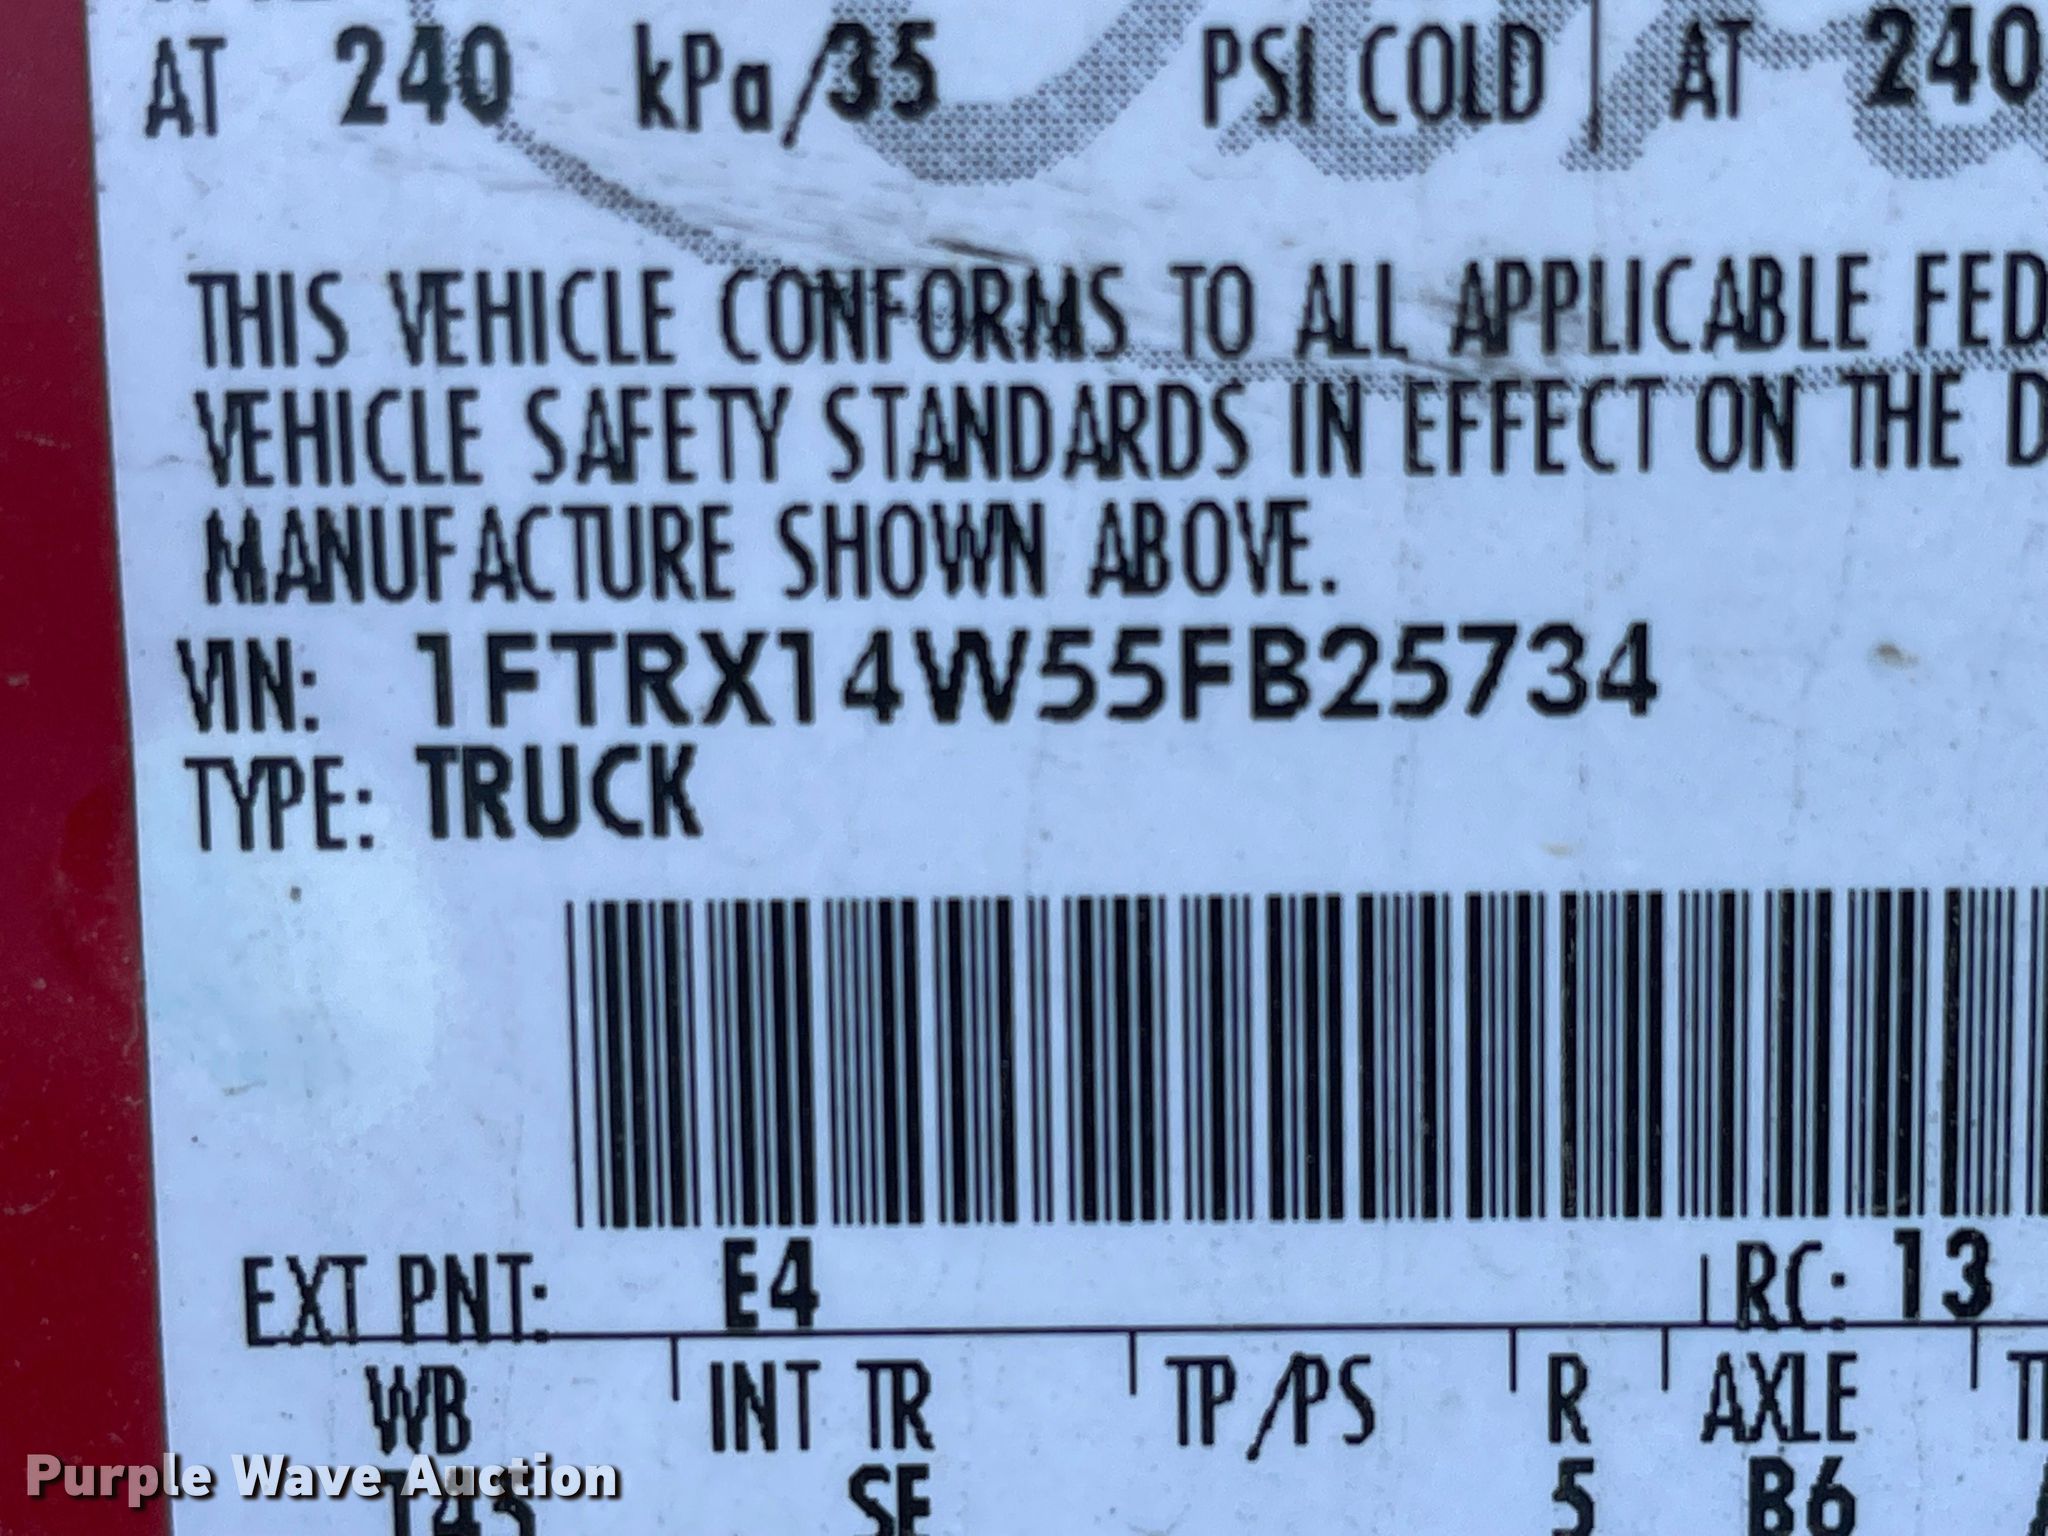 AT 240 kPa/35 PSI COLD AT 240
THIS VEHICLE CONFORMS TO ALL APPLICABLE FED
VEHICLE SAFETY STANDARDS IN EFFECT ON THE D
MANUFACTURE SHOWN ABOVE.
VIN: 1FTRX14W55FB25734
TYPE: TRUCK
EXT PNT: E4 RC: 13
WB INT TR TP/PS R AXLE
SE 5 B6
Purple Wave Auction